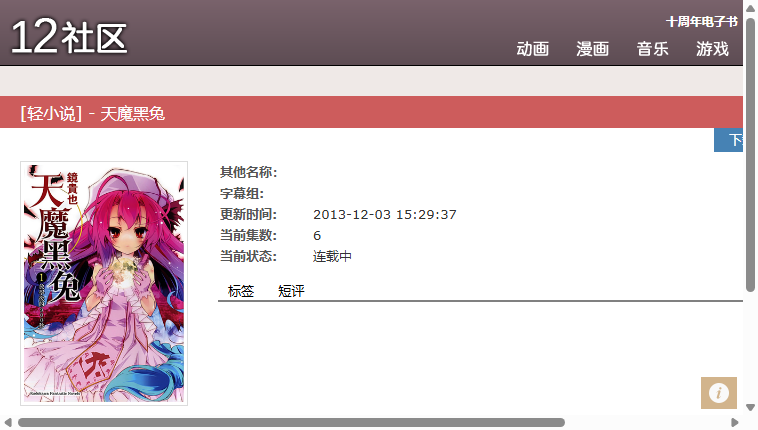 十周年电子书
12社区
动画 漫画 音乐 游戏
[轻小说] - 天魔黑兔
下
鏡貴也
天魔黑兔
1
其他名称:
字幕组:
更新时间: 2013-12-03 15:29:37
当前集数: 6
当前状态: 连载中
标签 短评
i